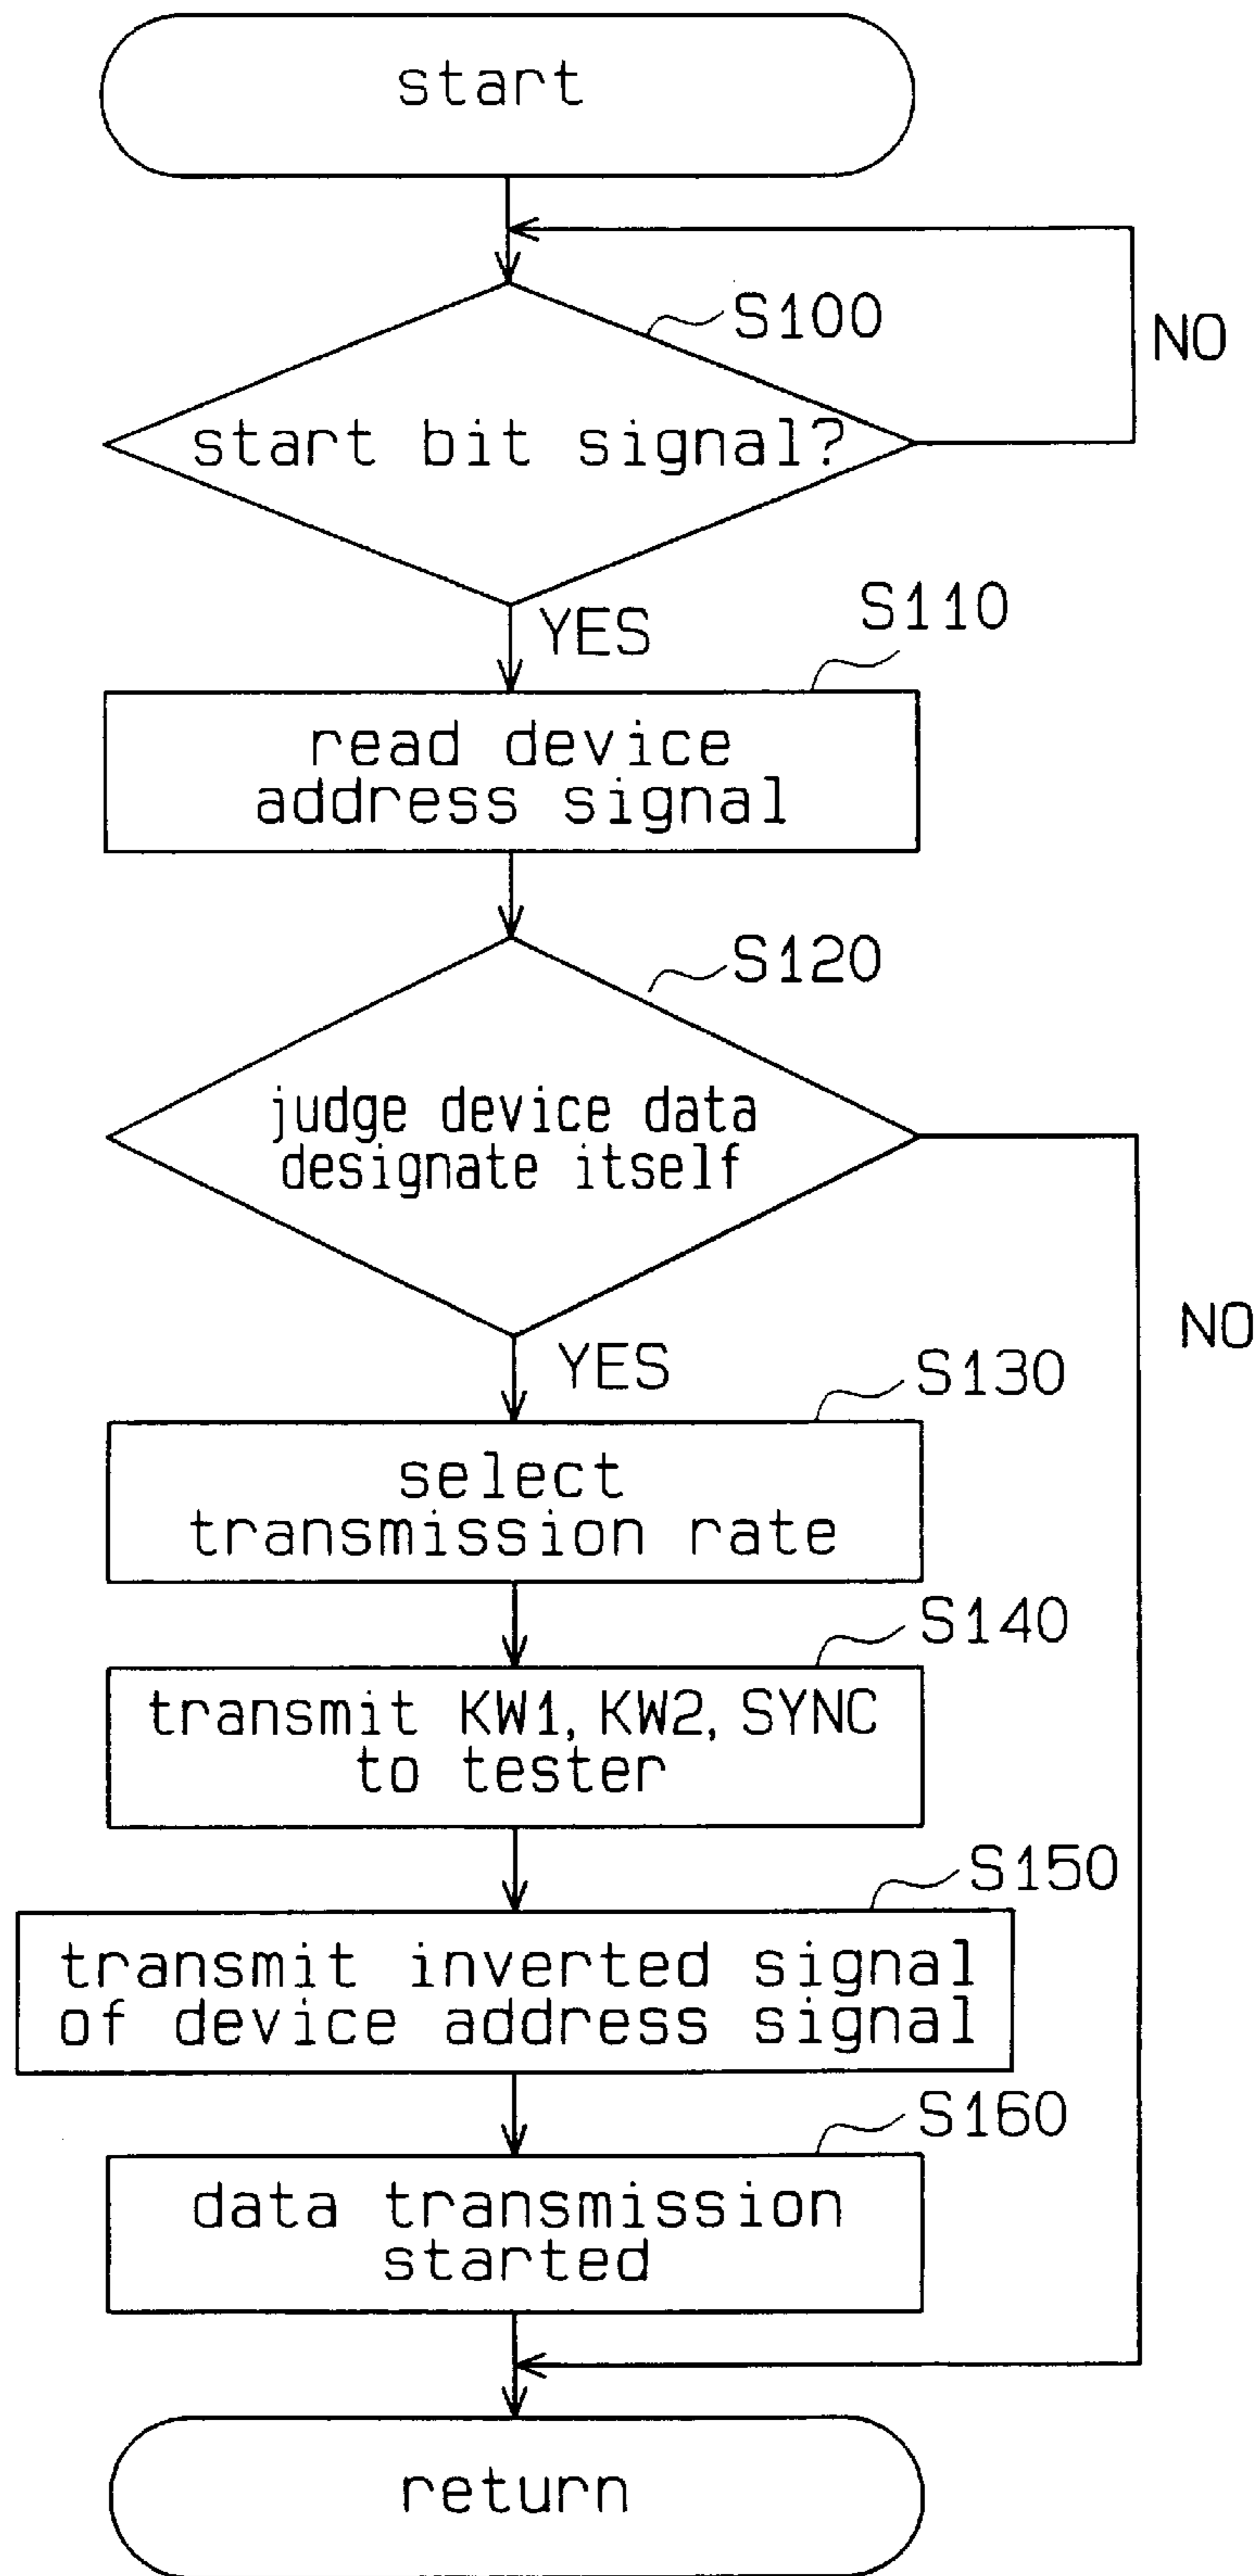 start
S100
NO
start bit signal?
YES
S110
read device
address signal
S120
judge device data
designate itself
NO
YES
S130
select
transmission rate
S140
transmit KW1, KW2, SYNC
to tester
S150
transmit inverted signal
of device address signal
S160
data transmission
started
return